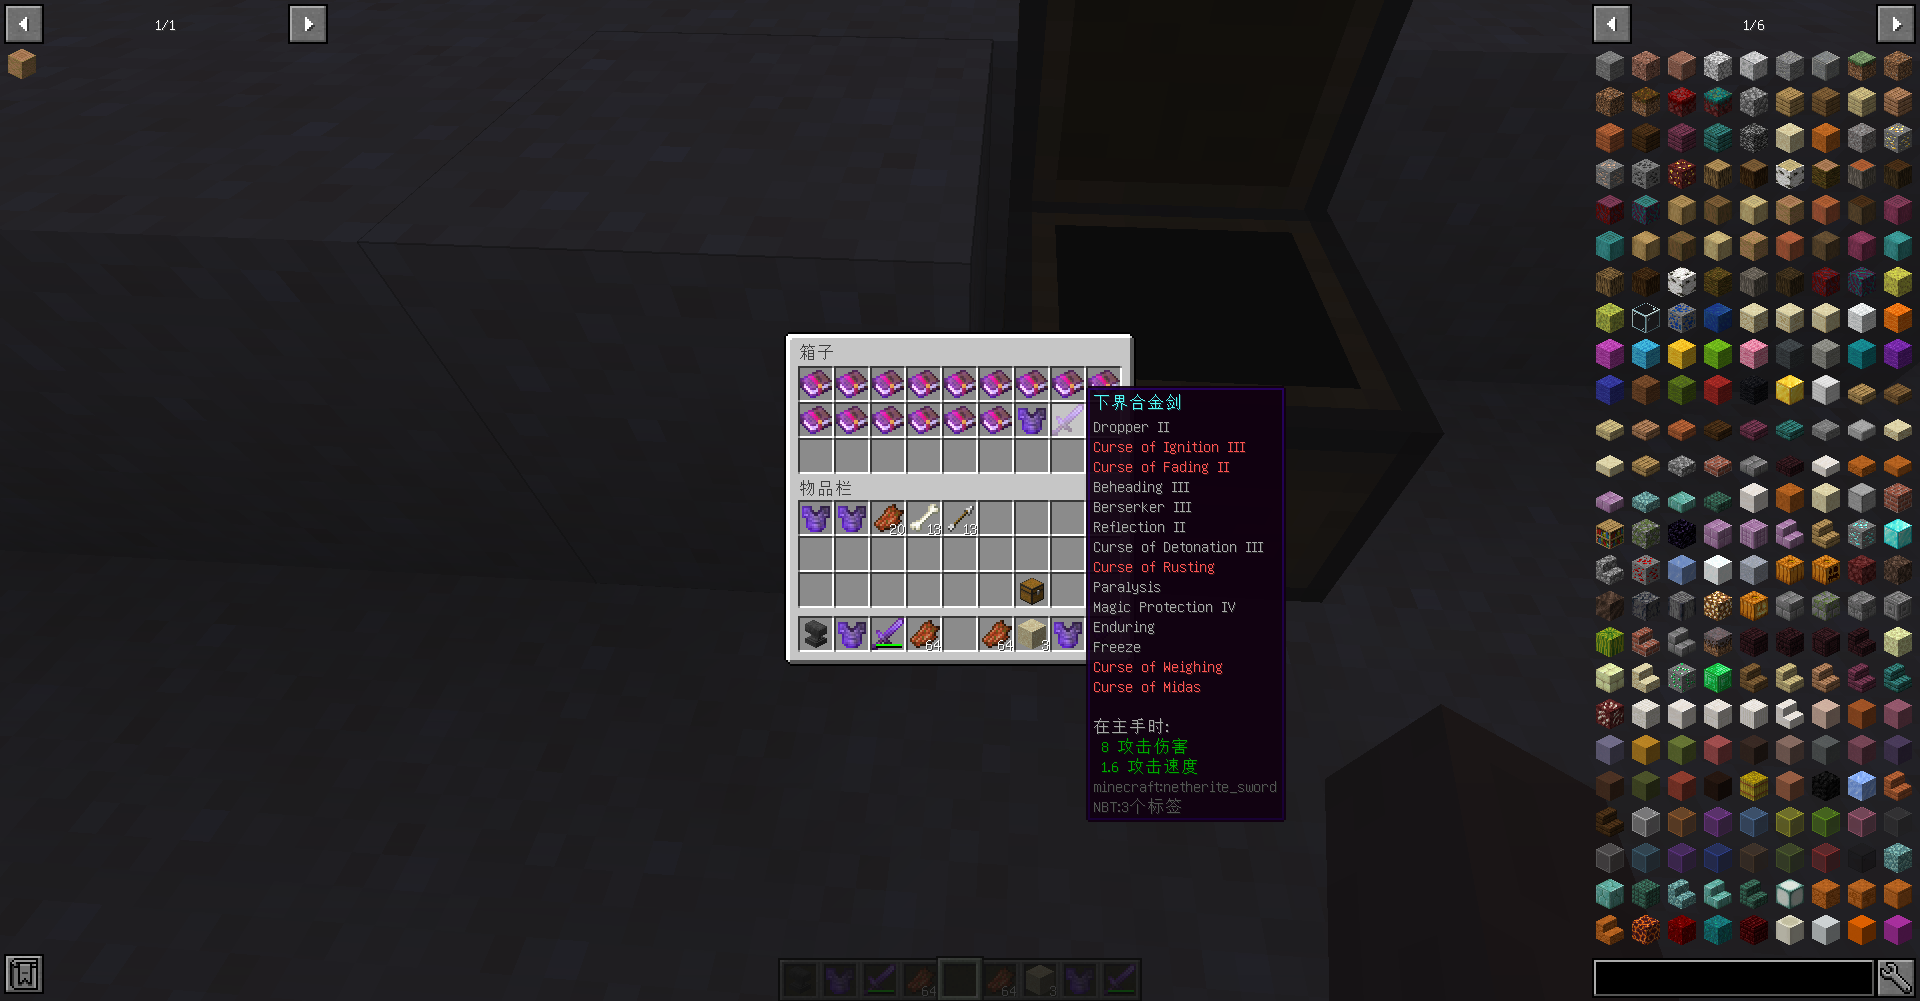 1/1
1/6
箱子
下界合金剑
Dropper II
Curse of Ignition III
Curse of Fading II
Beheading III
Berserker III
Reflection II
Curse of Detonation III
Curse of Rusting
Paralysis
Magic Protection IV
Enduring
Freeze
Curse of Weighing
Curse of Midas
在主手时:
8 攻击伤害
1.6 攻击速度
minecraft:netherite_sword
NBT:3个标签
物品栏
20 13 13
64 64 3
64 64 3